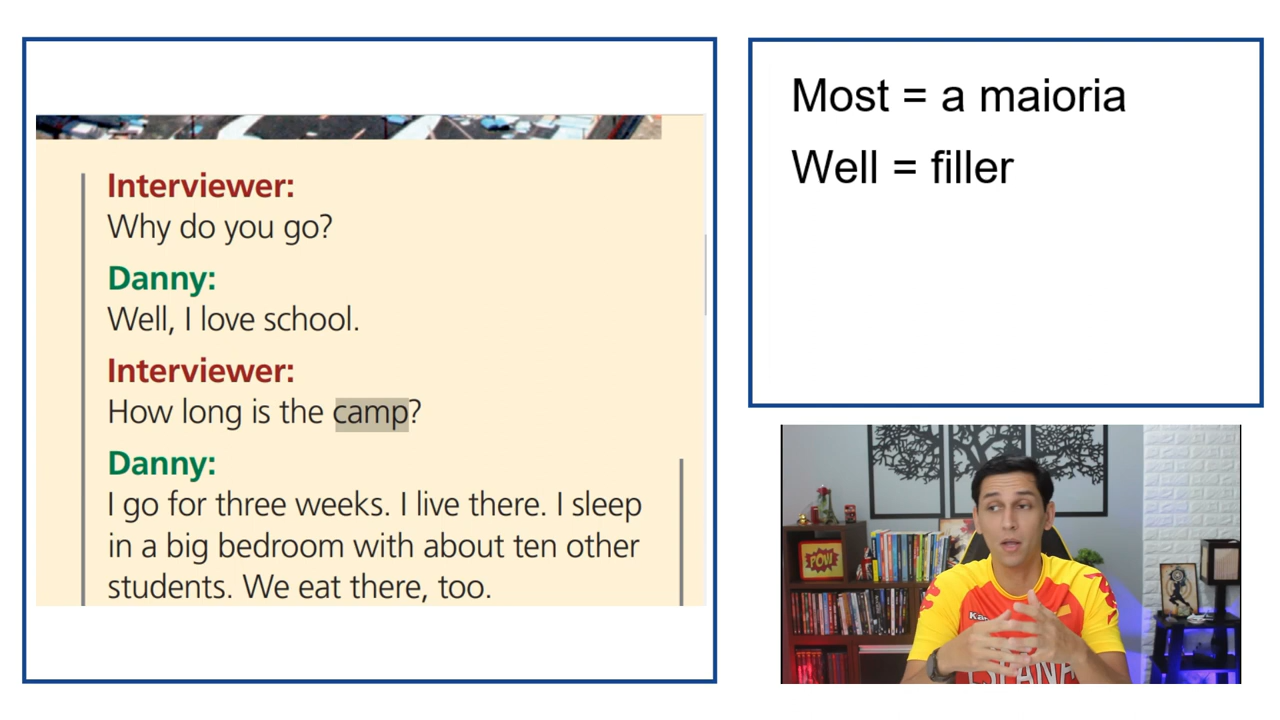 Interviewer:
Why do you go?
Danny:
Well, I love school.
Interviewer:
How long is the camp?
Danny:
I go for three weeks. I live there. I sleep
in a big bedroom with about ten other
students. We eat there, too.
Most = a maioria
Well = filler
POW